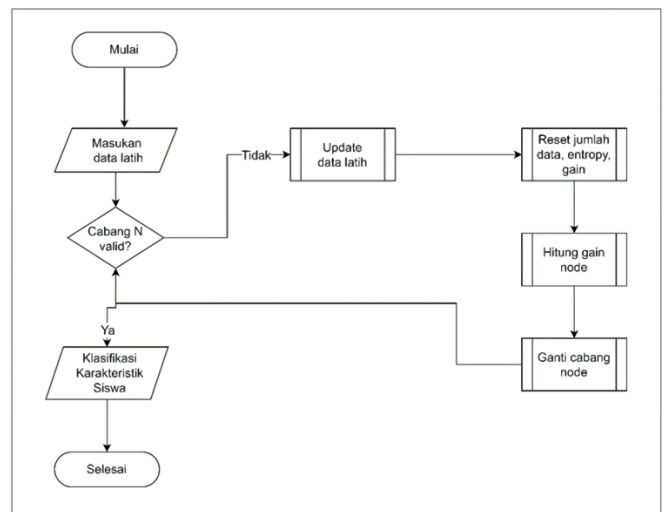 Mulai
Masukan
data latih
Cabang N
valid?
Tidak
Update
data latih
Reset jumlah
data, entropy,
gain
Hitung gain
node
Ganti cabang
node
Ya
Klasifikasi
Karakteristik
Siswa
Selesai